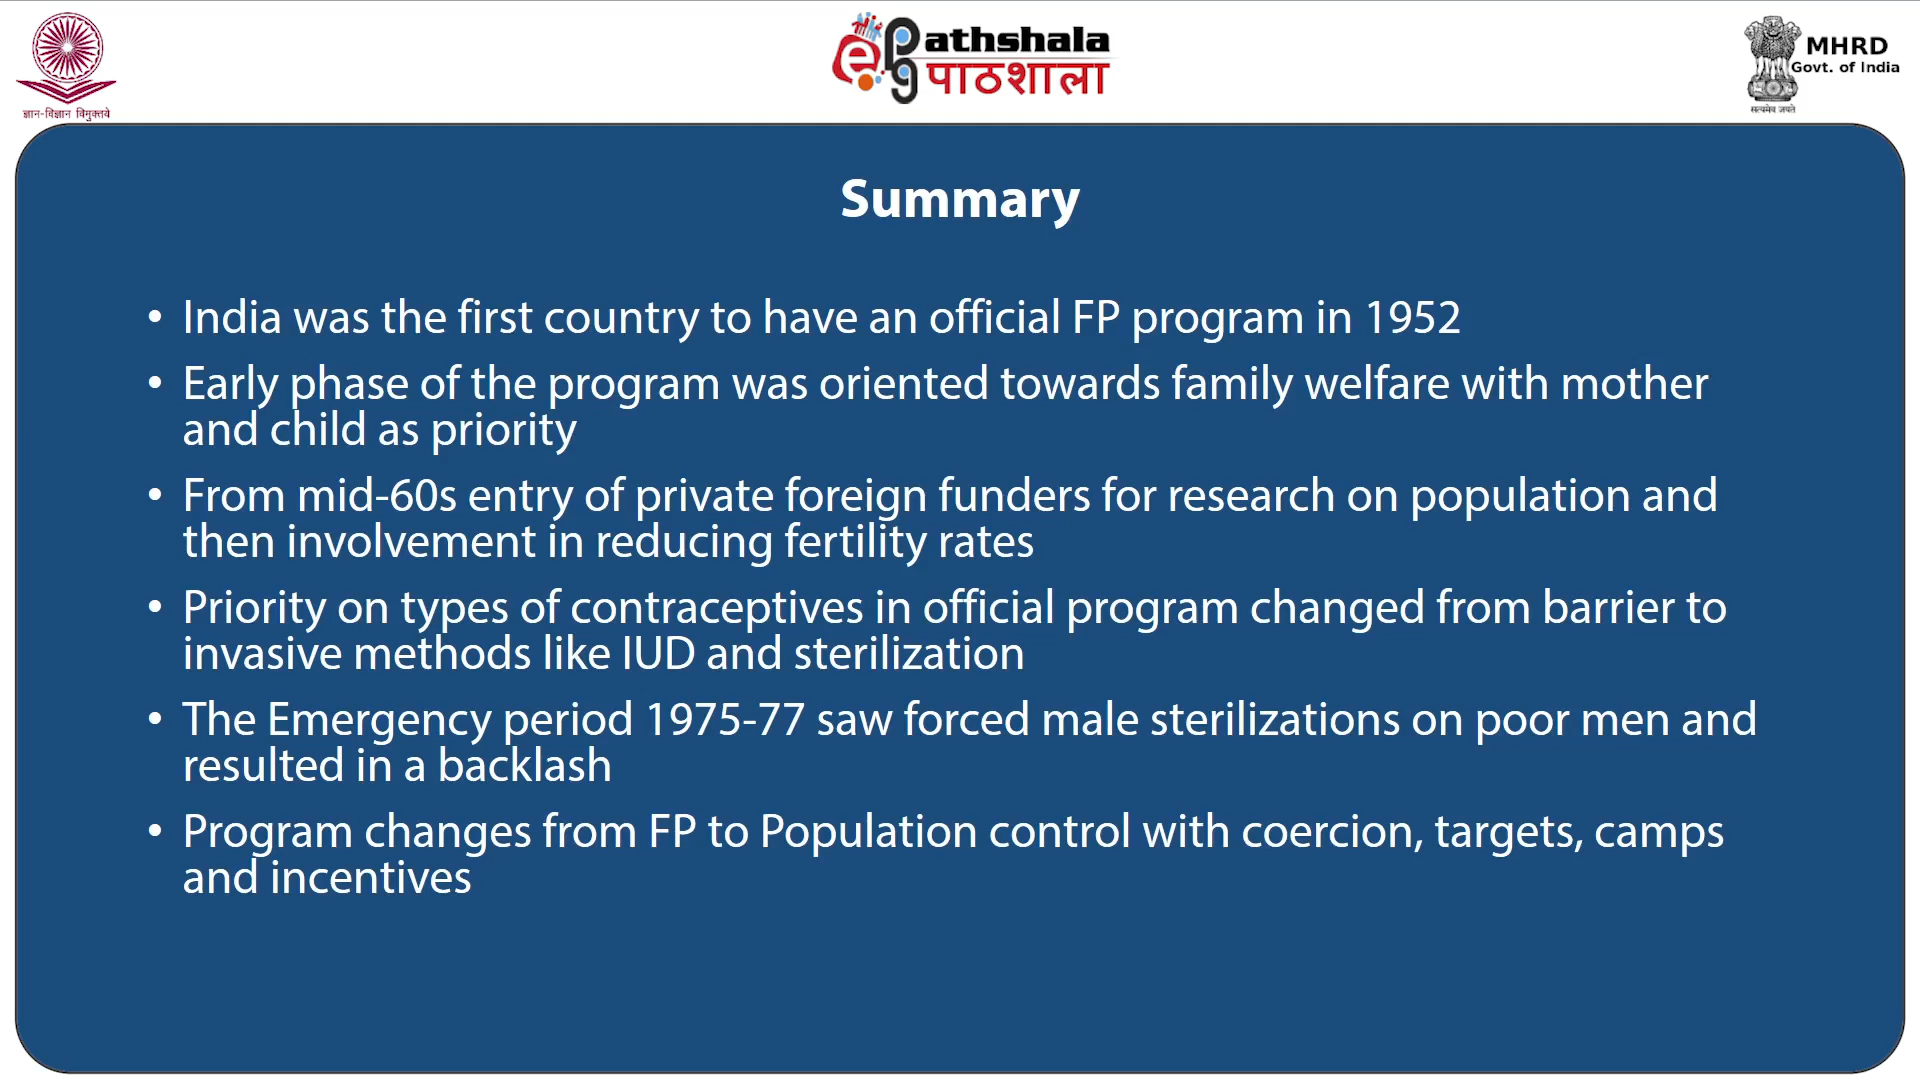 ज्ञान-विज्ञान विमुक्तये
e PG athshala
पाठशाला
MHRD
Govt. of India
सत्यमेव जयते
Summary
• India was the first country to have an official FP program in 1952
• Early phase of the program was oriented towards family welfare with mother
and child as priority
• From mid-60s entry of private foreign funders for research on population and
then involvement in reducing fertility rates
• Priority on types of contraceptives in official program changed from barrier to
invasive methods like IUD and sterilization
• The Emergency period 1975-77 saw forced male sterilizations on poor men and
resulted in a backlash
• Program changes from FP to Population control with coercion, targets, camps
and incentives